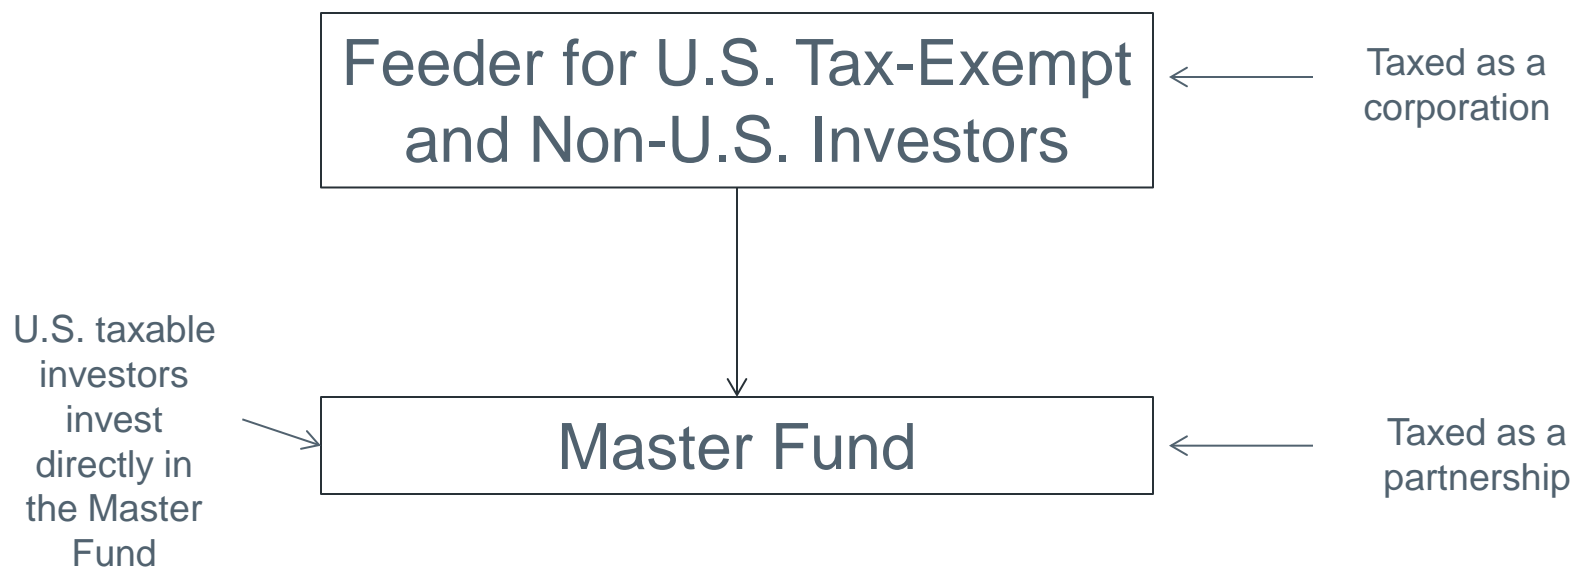 Feeder for U.S. Tax-Exempt
and Non-U.S. Investors
Taxed as a
corporation
U.S. taxable
investors
invest
directly in
the Master
Fund
Master Fund
Taxed as a
partnership